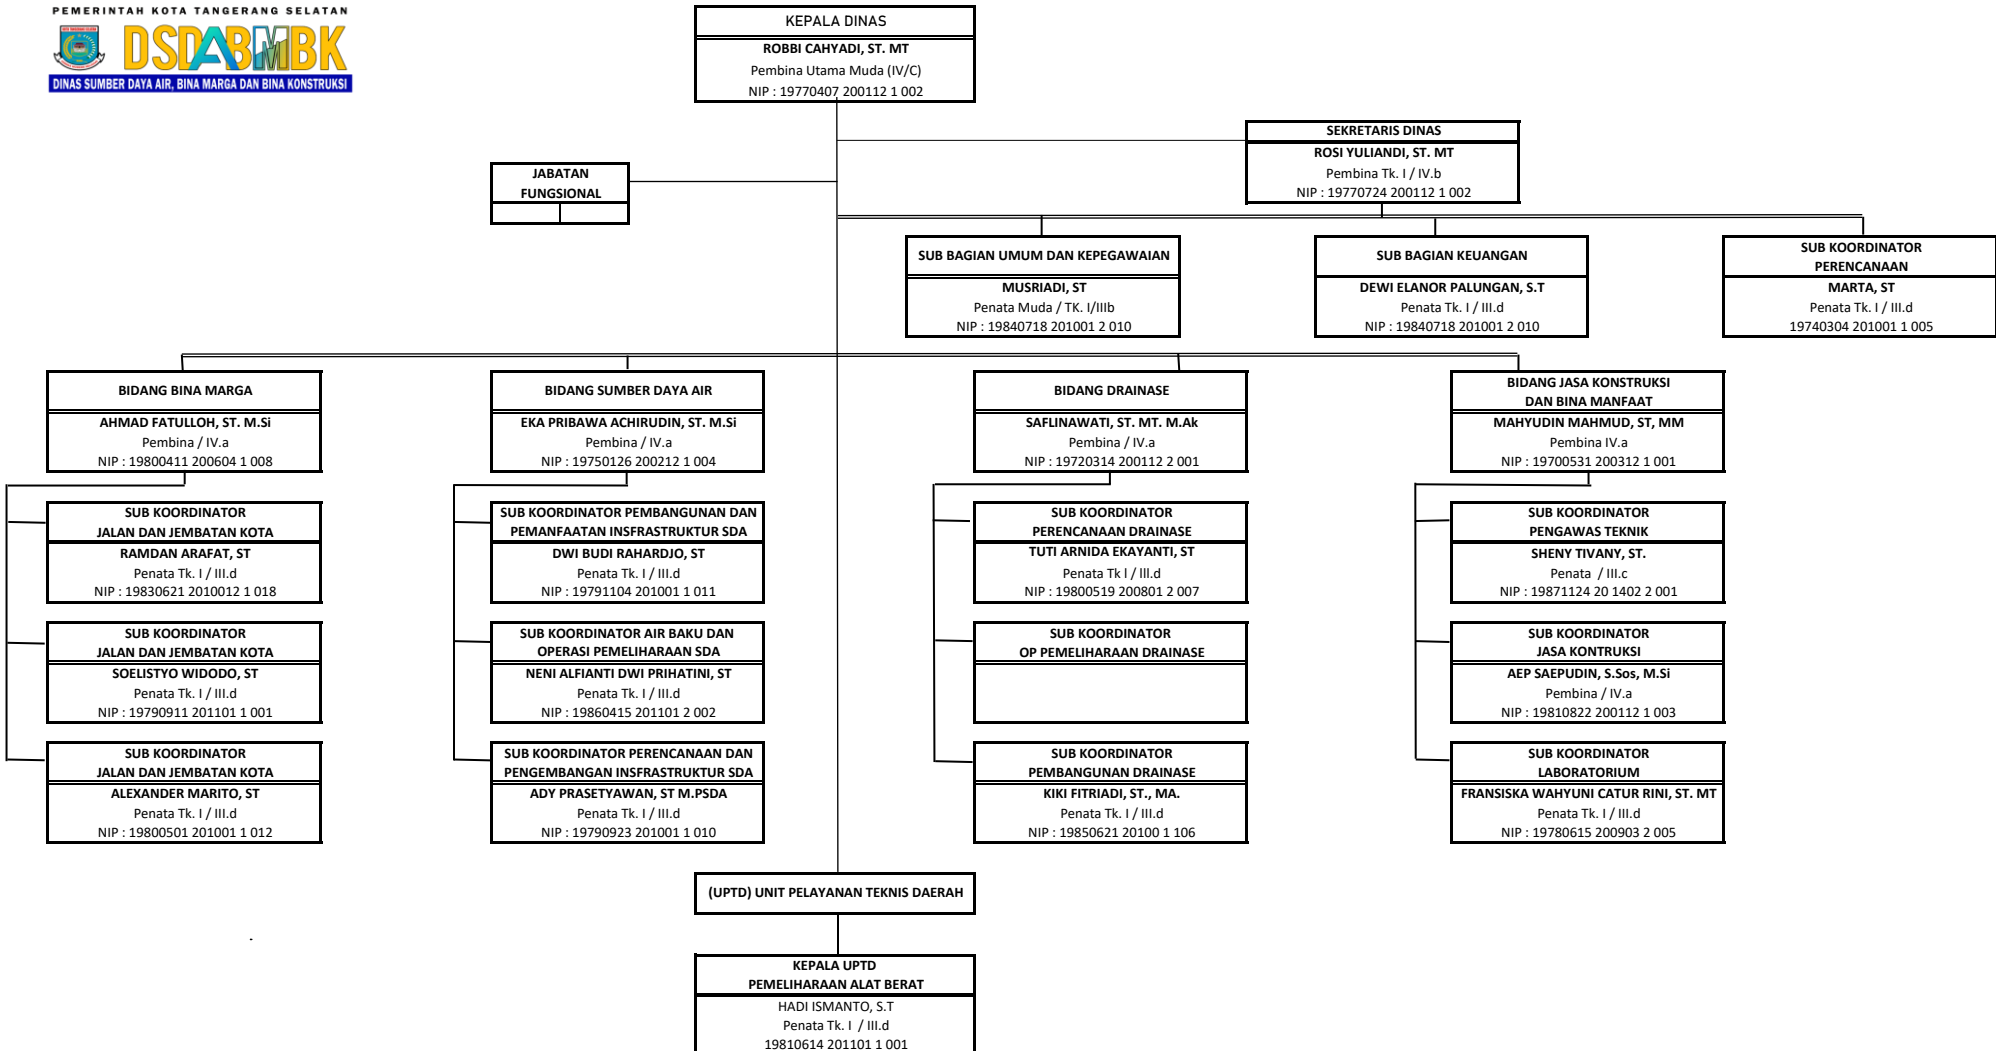 PEMERINTAH KOTA TANGERANG SELATAN
DSDABMBK
DINAS SUMBER DAYA AIR, BINA MARGA DAN BINA KONSTRUKSI
KEPALA DINAS
ROBBI CAHYADI, ST. MT
Pembina Utama Muda (IV/C)
NIP : 19770407 200112 1 002
SEKRETARIS DINAS
ROSI YULIANDI, ST. MT
Pembina Tk. I / IV.b
NIP : 19770724 200112 1 002
JABATAN
FUNGSIONAL
SUB BAGIAN UMUM DAN KEPEGAWAIAN
MUSRIADI, ST
Penata Muda / TK. I/IIIb
NIP : 19840718 201001 2 010
SUB BAGIAN KEUANGAN
DEWI ELANOR PALUNGAN, S.T
Penata Tk. I / III.d
NIP : 19840718 201001 2 010
SUB KOORDINATOR
PERENCANAAN
MARTA, ST
Penata Tk. I / III.d
19740304 201001 1 005
BIDANG BINA MARGA
AHMAD FATULLOH, ST. M.Si
Pembina / IV.a
NIP : 19800411 200604 1 008
BIDANG SUMBER DAYA AIR
EKA PRIBAWA ACHIRUDIN, ST. M.Si
Pembina / IV.a
NIP : 19750126 200212 1 004
BIDANG DRAINASE
SAFLINAWATI, ST. MT. M.Ak
Pembina / IV.a
NIP : 19720314 200112 2 001
BIDANG JASA KONSTRUKSI
DAN BINA MANFAAT
MAHYUDIN MAHMUD, ST, MM
Pembina IV.a
NIP : 19700531 200312 1 001
SUB KOORDINATOR
JALAN DAN JEMBATAN KOTA
RAMDAN ARAFAT, ST
Penata Tk. I / III.d
NIP : 19830621 2010012 1 018
SUB KOORDINATOR PEMBANGUNAN DAN
PEMANFAATAN INSFRASTRUKTUR SDA
DWI BUDI RAHARDJO, ST
Penata Tk. I / III.d
NIP : 19791104 201001 1 011
SUB KOORDINATOR
PERENCANAAN DRAINASE
TUTI ARNIDA EKAYANTI, ST
Penata Tk l / lll.d
NIP : 19800519 200801 2 007
SUB KOORDINATOR
PENGAWAS TEKNIK
SHENY TIVANY, ST.
Penata / III.c
NIP : 19871124 20 1402 2 001
SUB KOORDINATOR
JALAN DAN JEMBATAN KOTA
SOELISTYO WIDODO, ST
Penata Tk. I / III.d
NIP : 19790911 201101 1 001
SUB KOORDINATOR AIR BAKU DAN
OPERASI PEMELIHARAAN SDA
NENI ALFIANTI DWI PRIHATINI, ST
Penata Tk. I / III.d
NIP : 19860415 201101 2 002
SUB KOORDINATOR
OP PEMELIHARAAN DRAINASE
SUB KOORDINATOR
JASA KONTRUKSI
AEP SAEPUDIN, S.Sos, M.Si
Pembina / IV.a
NIP : 19810822 200112 1 003
SUB KOORDINATOR
JALAN DAN JEMBATAN KOTA
ALEXANDER MARITO, ST
Penata Tk. I / III.d
NIP : 19800501 201001 1 012
SUB KOORDINATOR PERENCANAAN DAN
PENGEMBANGAN INSFRASTRUKTUR SDA
ADY PRASETYAWAN, ST M.PSDA
Penata Tk. I / III.d
NIP : 19790923 201001 1 010
SUB KOORDINATOR
PEMBANGUNAN DRAINASE
KIKI FITRIADI, ST., MA.
Penata Tk. I / III.d
NIP : 19850621 20100 1 106
SUB KOORDINATOR
LABORATORIUM
FRANSISKA WAHYUNI CATUR RINI, ST. MT
Penata Tk. I / III.d
NIP : 19780615 200903 2 005
(UPTD) UNIT PELAYANAN TEKNIS DAERAH
KEPALA UPTD
PEMELIHARAAN ALAT BERAT
HADI ISMANTO, S.T
Penata Tk. I / III.d
19810614 201101 1 001